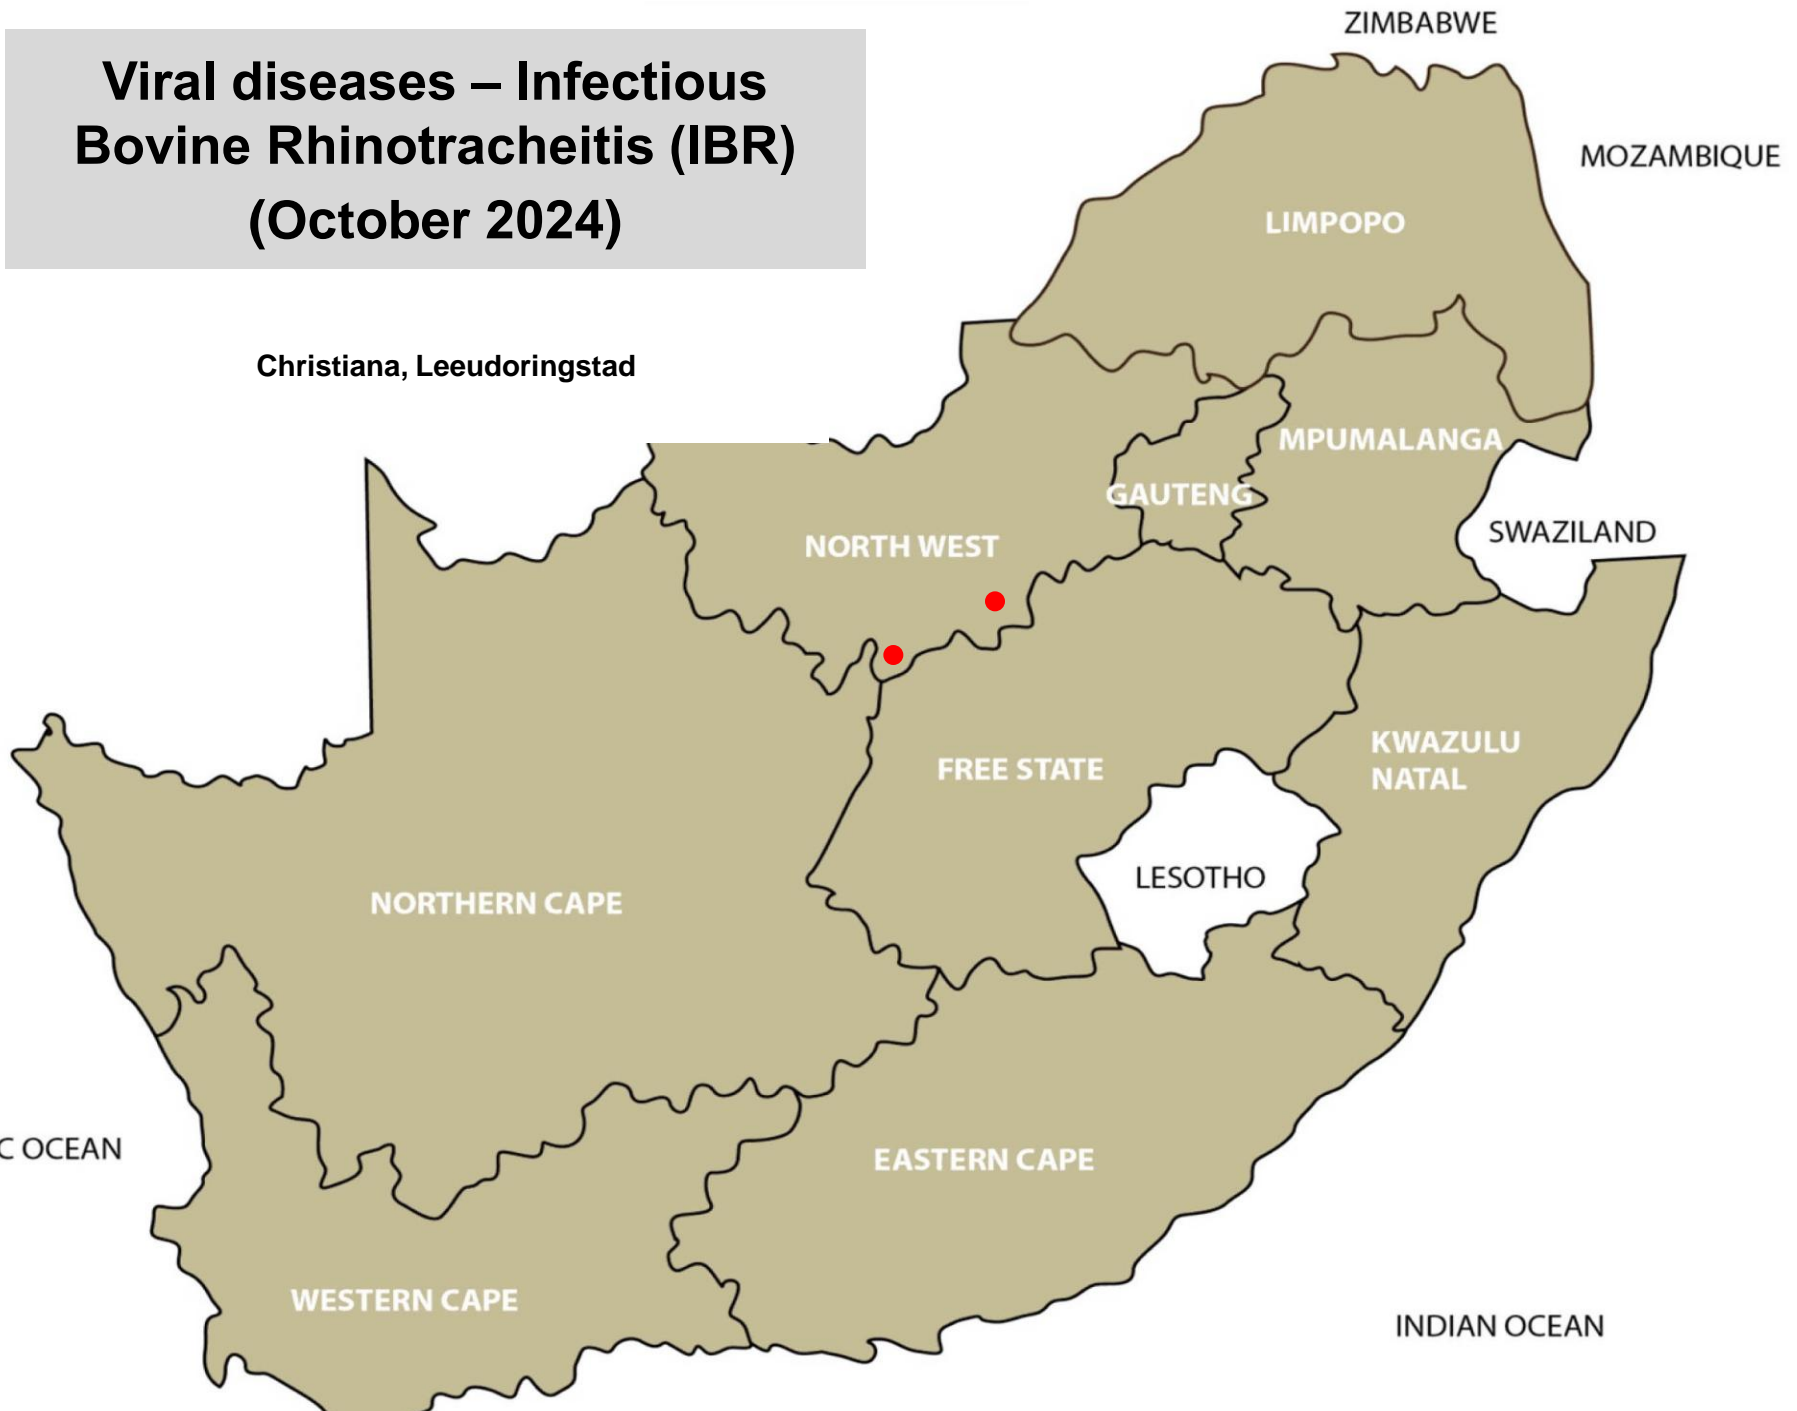 Viral diseases – Infectious
Bovine Rhinotracheitis (IBR)
(October 2024)
ZIMBABWE
MOZAMBIQUE
LIMPOPO
Christiana, Leeudoringstad
MPUMALANGA
GAUTENG
SWAZILAND
NORTH WEST
KWAZULU
NATAL
FREE STATE
LESOTHO
NORTHERN CAPE
C OCEAN
EASTERN CAPE
WESTERN CAPE
INDIAN OCEAN